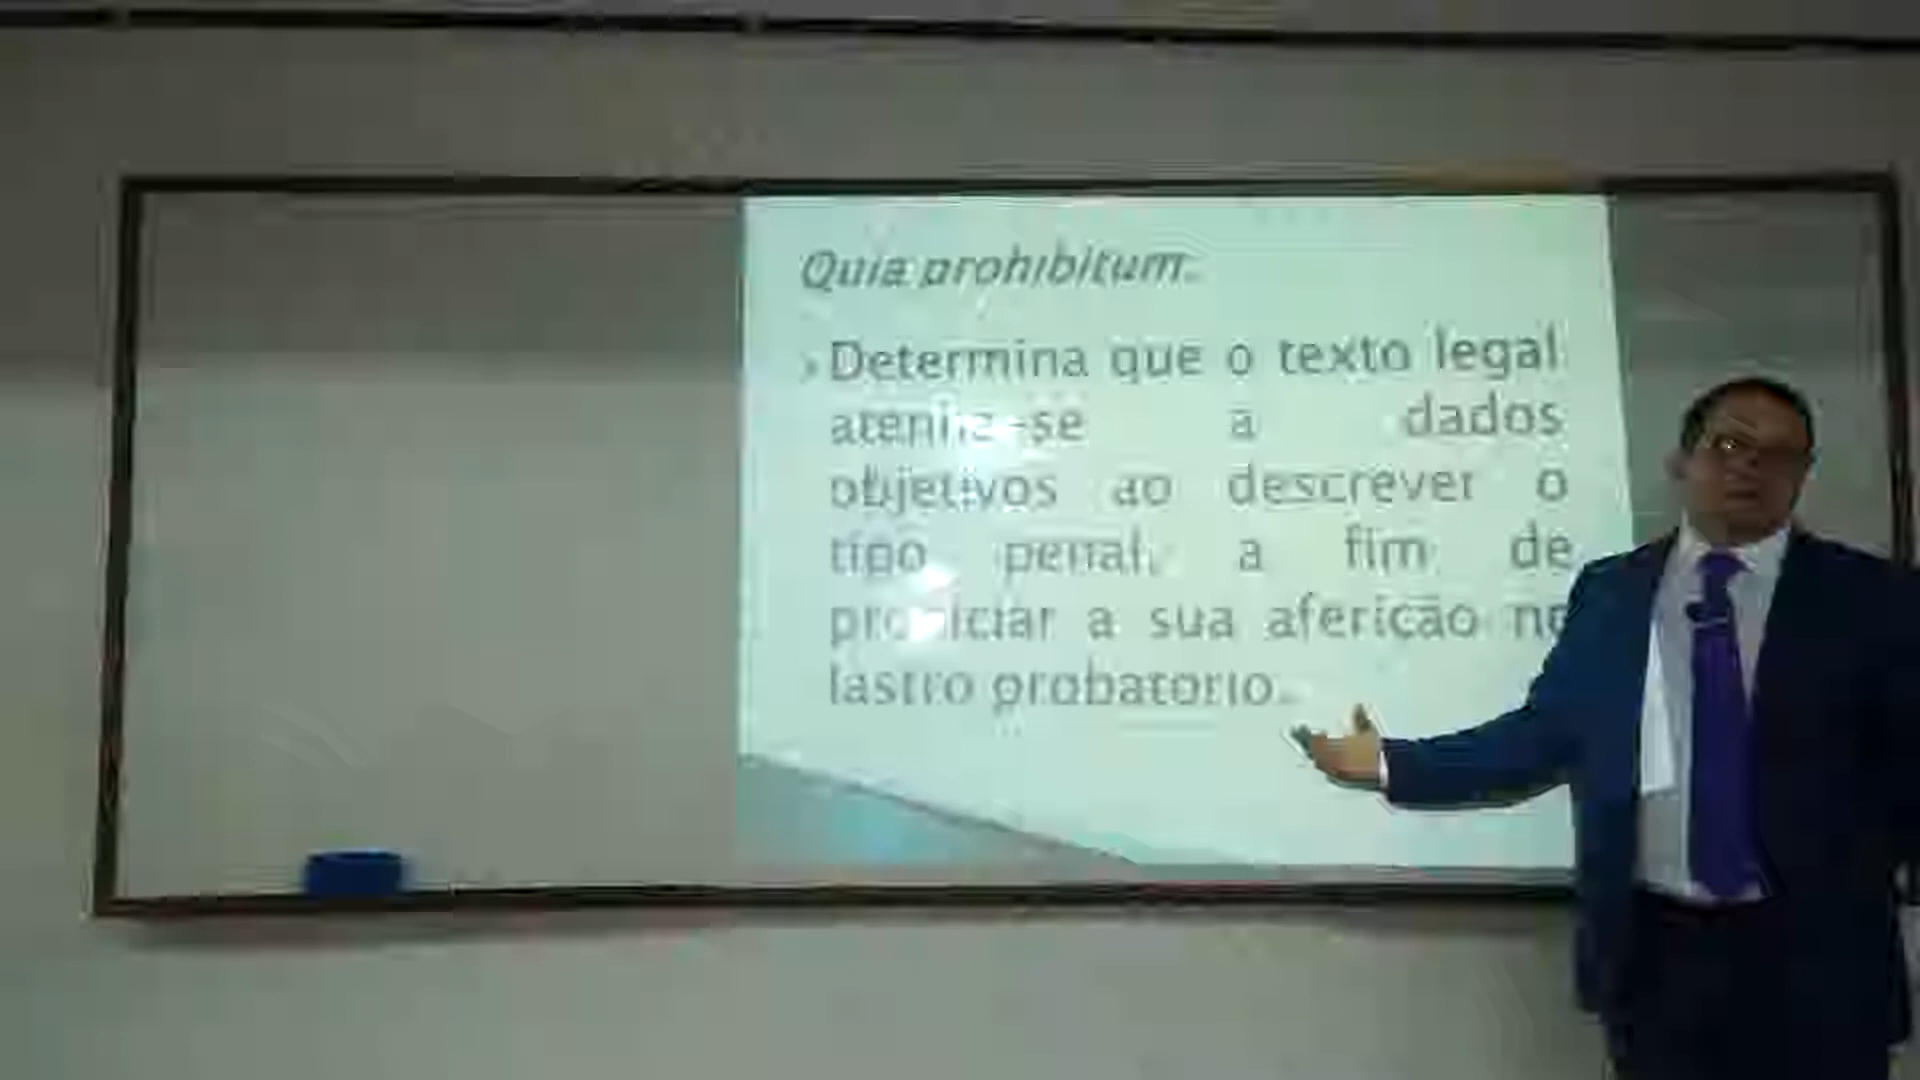 Quia prohibitum.
Determina que o texto legal
atenha-se a dados
objetivos ao descrever o
tipo penal, a fim de
propiciar a sua aferição no
lastro probatório.